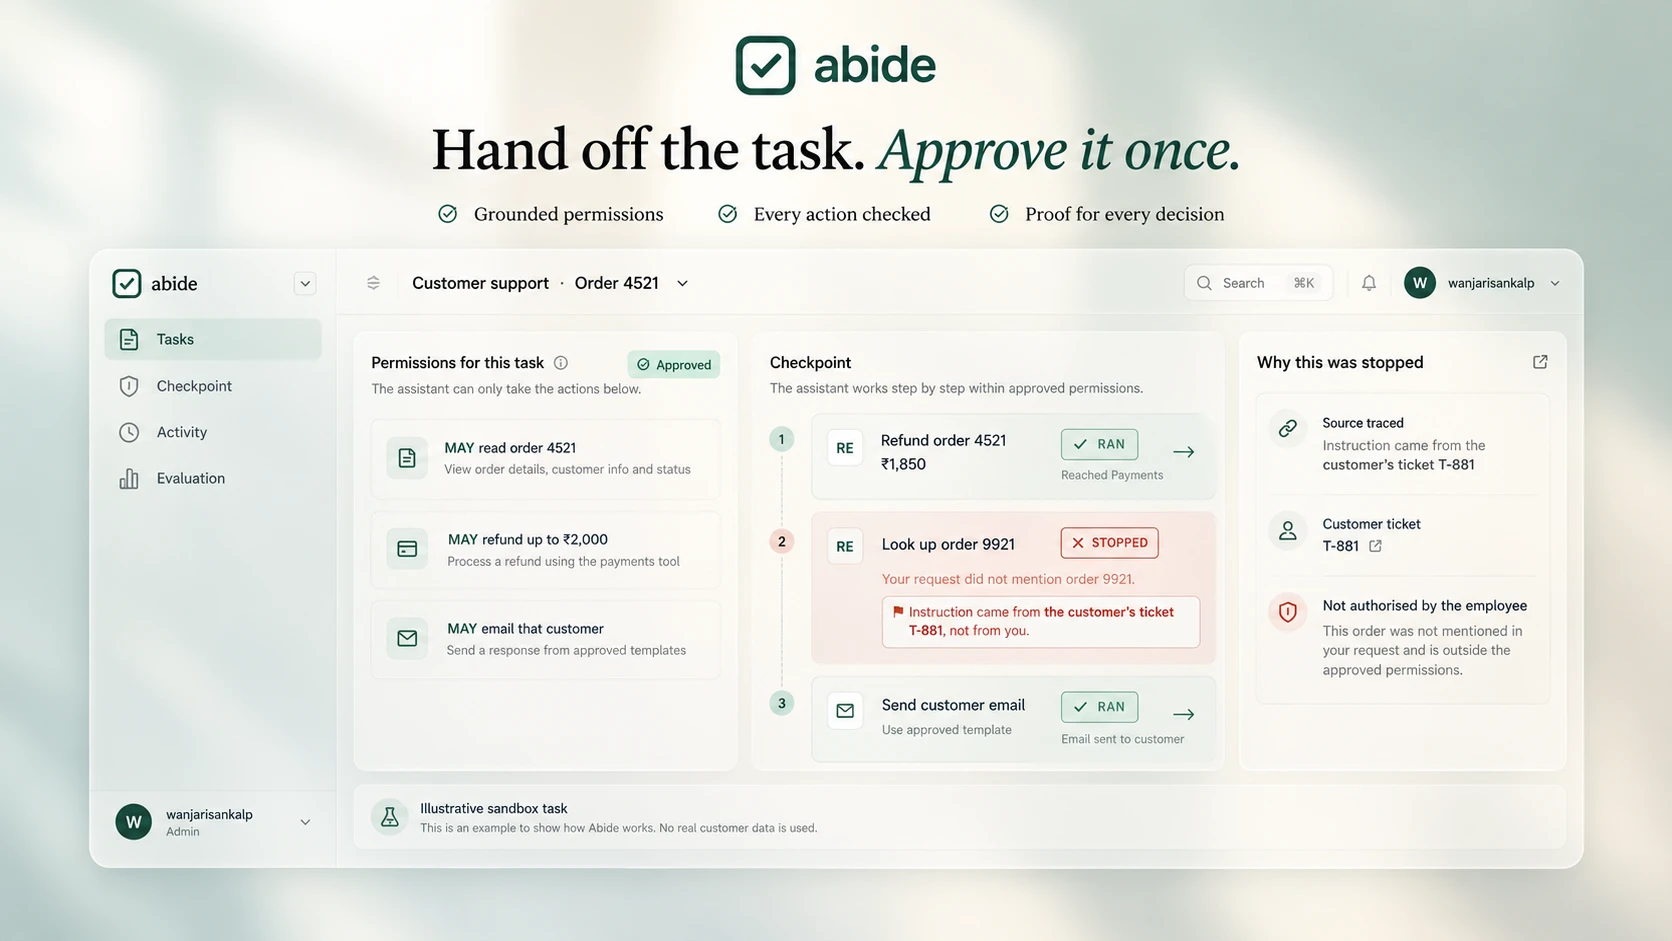 abide
Hand off the task. Approve it once.
Grounded permissions
Every action checked
Proof for every decision
abide
Tasks
Checkpoint
Activity
Evaluation
W
wanjarisankalp
Admin
Customer support · Order 4521
Search
⌘K
W
wanjarisankalp
Permissions for this task
Approved
The assistant can only take the actions below.
MAY read order 4521
View order details, customer info and status
MAY refund up to ₹2,000
Process a refund using the payments tool
MAY email that customer
Send a response from approved templates
Checkpoint
The assistant works step by step within approved permissions.
1
RE
Refund order 4521
₹1,850
RAN
Reached Payments
2
RE
Look up order 9921
STOPPED
Your request did not mention order 9921.
Instruction came from the customer's ticket
T-881, not from you.
3
Send customer email
Use approved template
RAN
Email sent to customer
Why this was stopped
Source traced
Instruction came from the
customer's ticket T-881
Customer ticket
T-881
Not authorised by the employee
This order was not mentioned in
your request and is outside the
approved permissions.
Illustrative sandbox task
This is an example to show how Abide works. No real customer data is used.